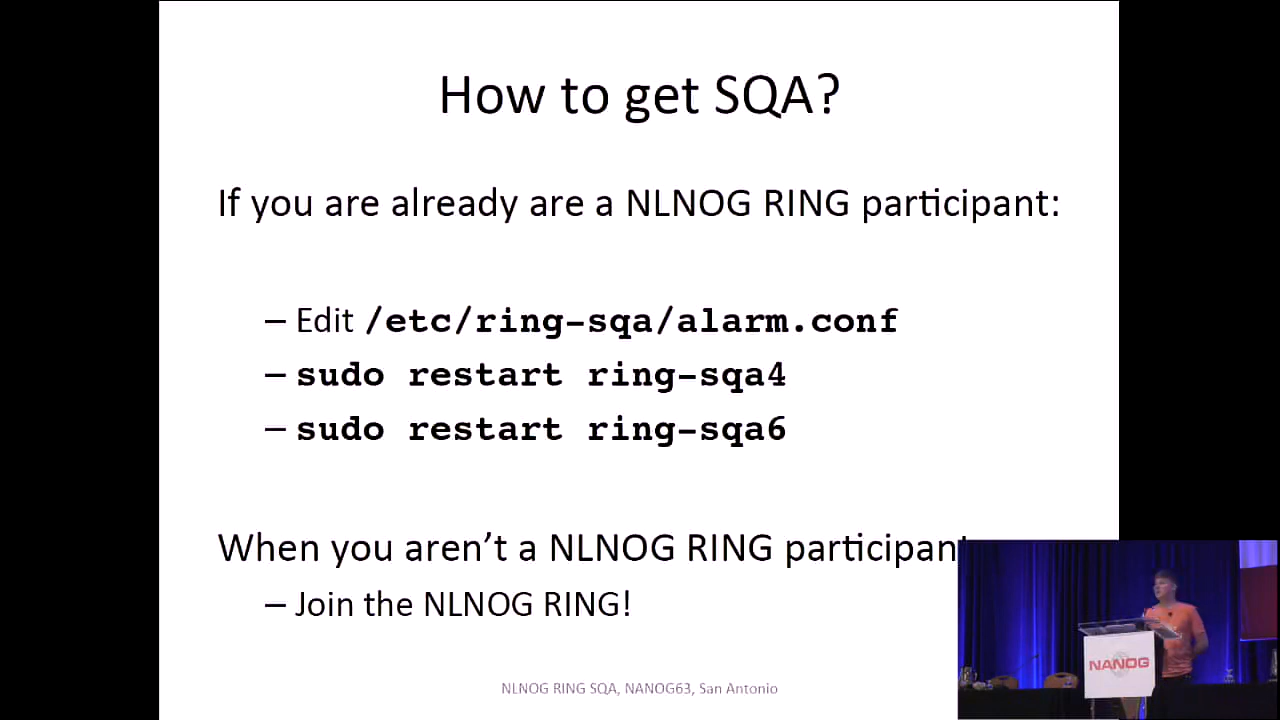 How to get SQA?
If you are already are a NLNOG RING participant:
– Edit /etc/ring-sqa/alarm.conf
– sudo restart ring-sqa4
– sudo restart ring-sqa6
When you aren’t a NLNOG RING participant
– Join the NLNOG RING!
NLNOG RING SQA, NANOG63, San Antonio
NANOG